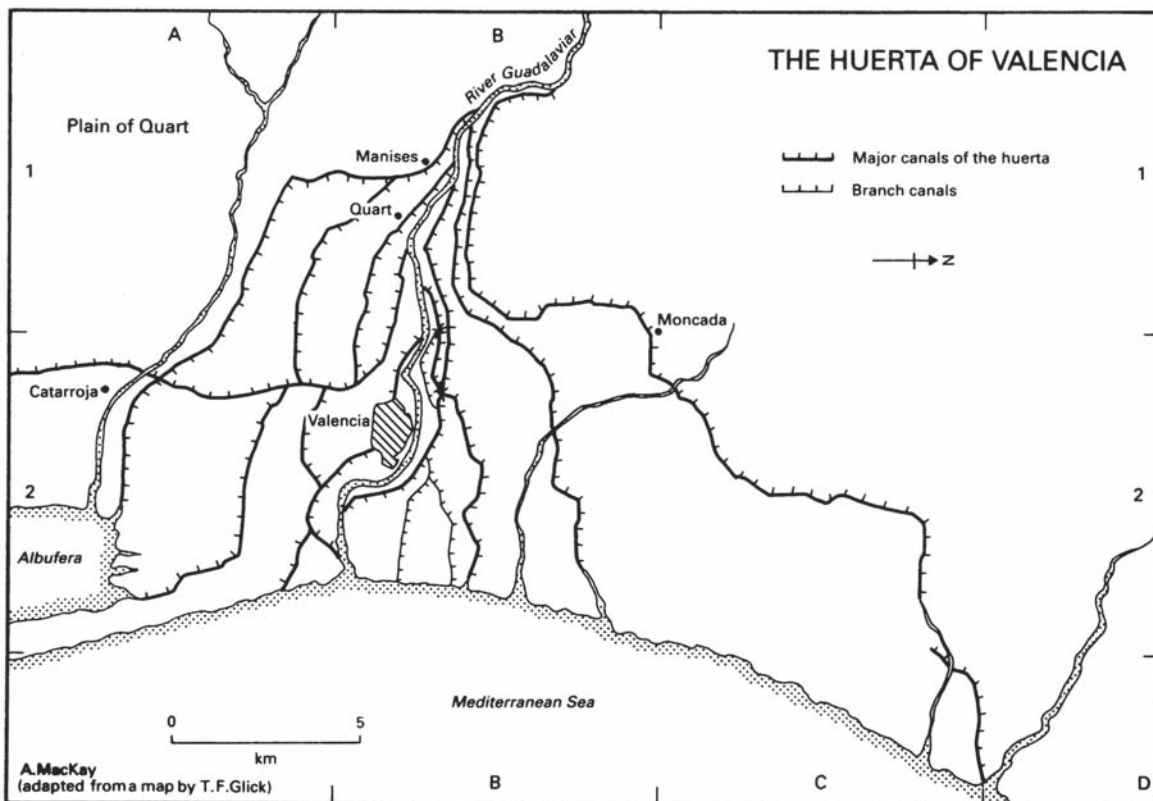 A
B
THE HUERTA OF VALENCIA
River Guadalaviar
Plain of Quart
Manises
Major canals of the huerta
1
1
Branch canals
Quart
N
Moncada
Catarroja
Valencia
2
2
Albufera
Mediterranean Sea
0 5
km
A.MacKay
(adapted from a map by T.F.Glick)
B
C
D